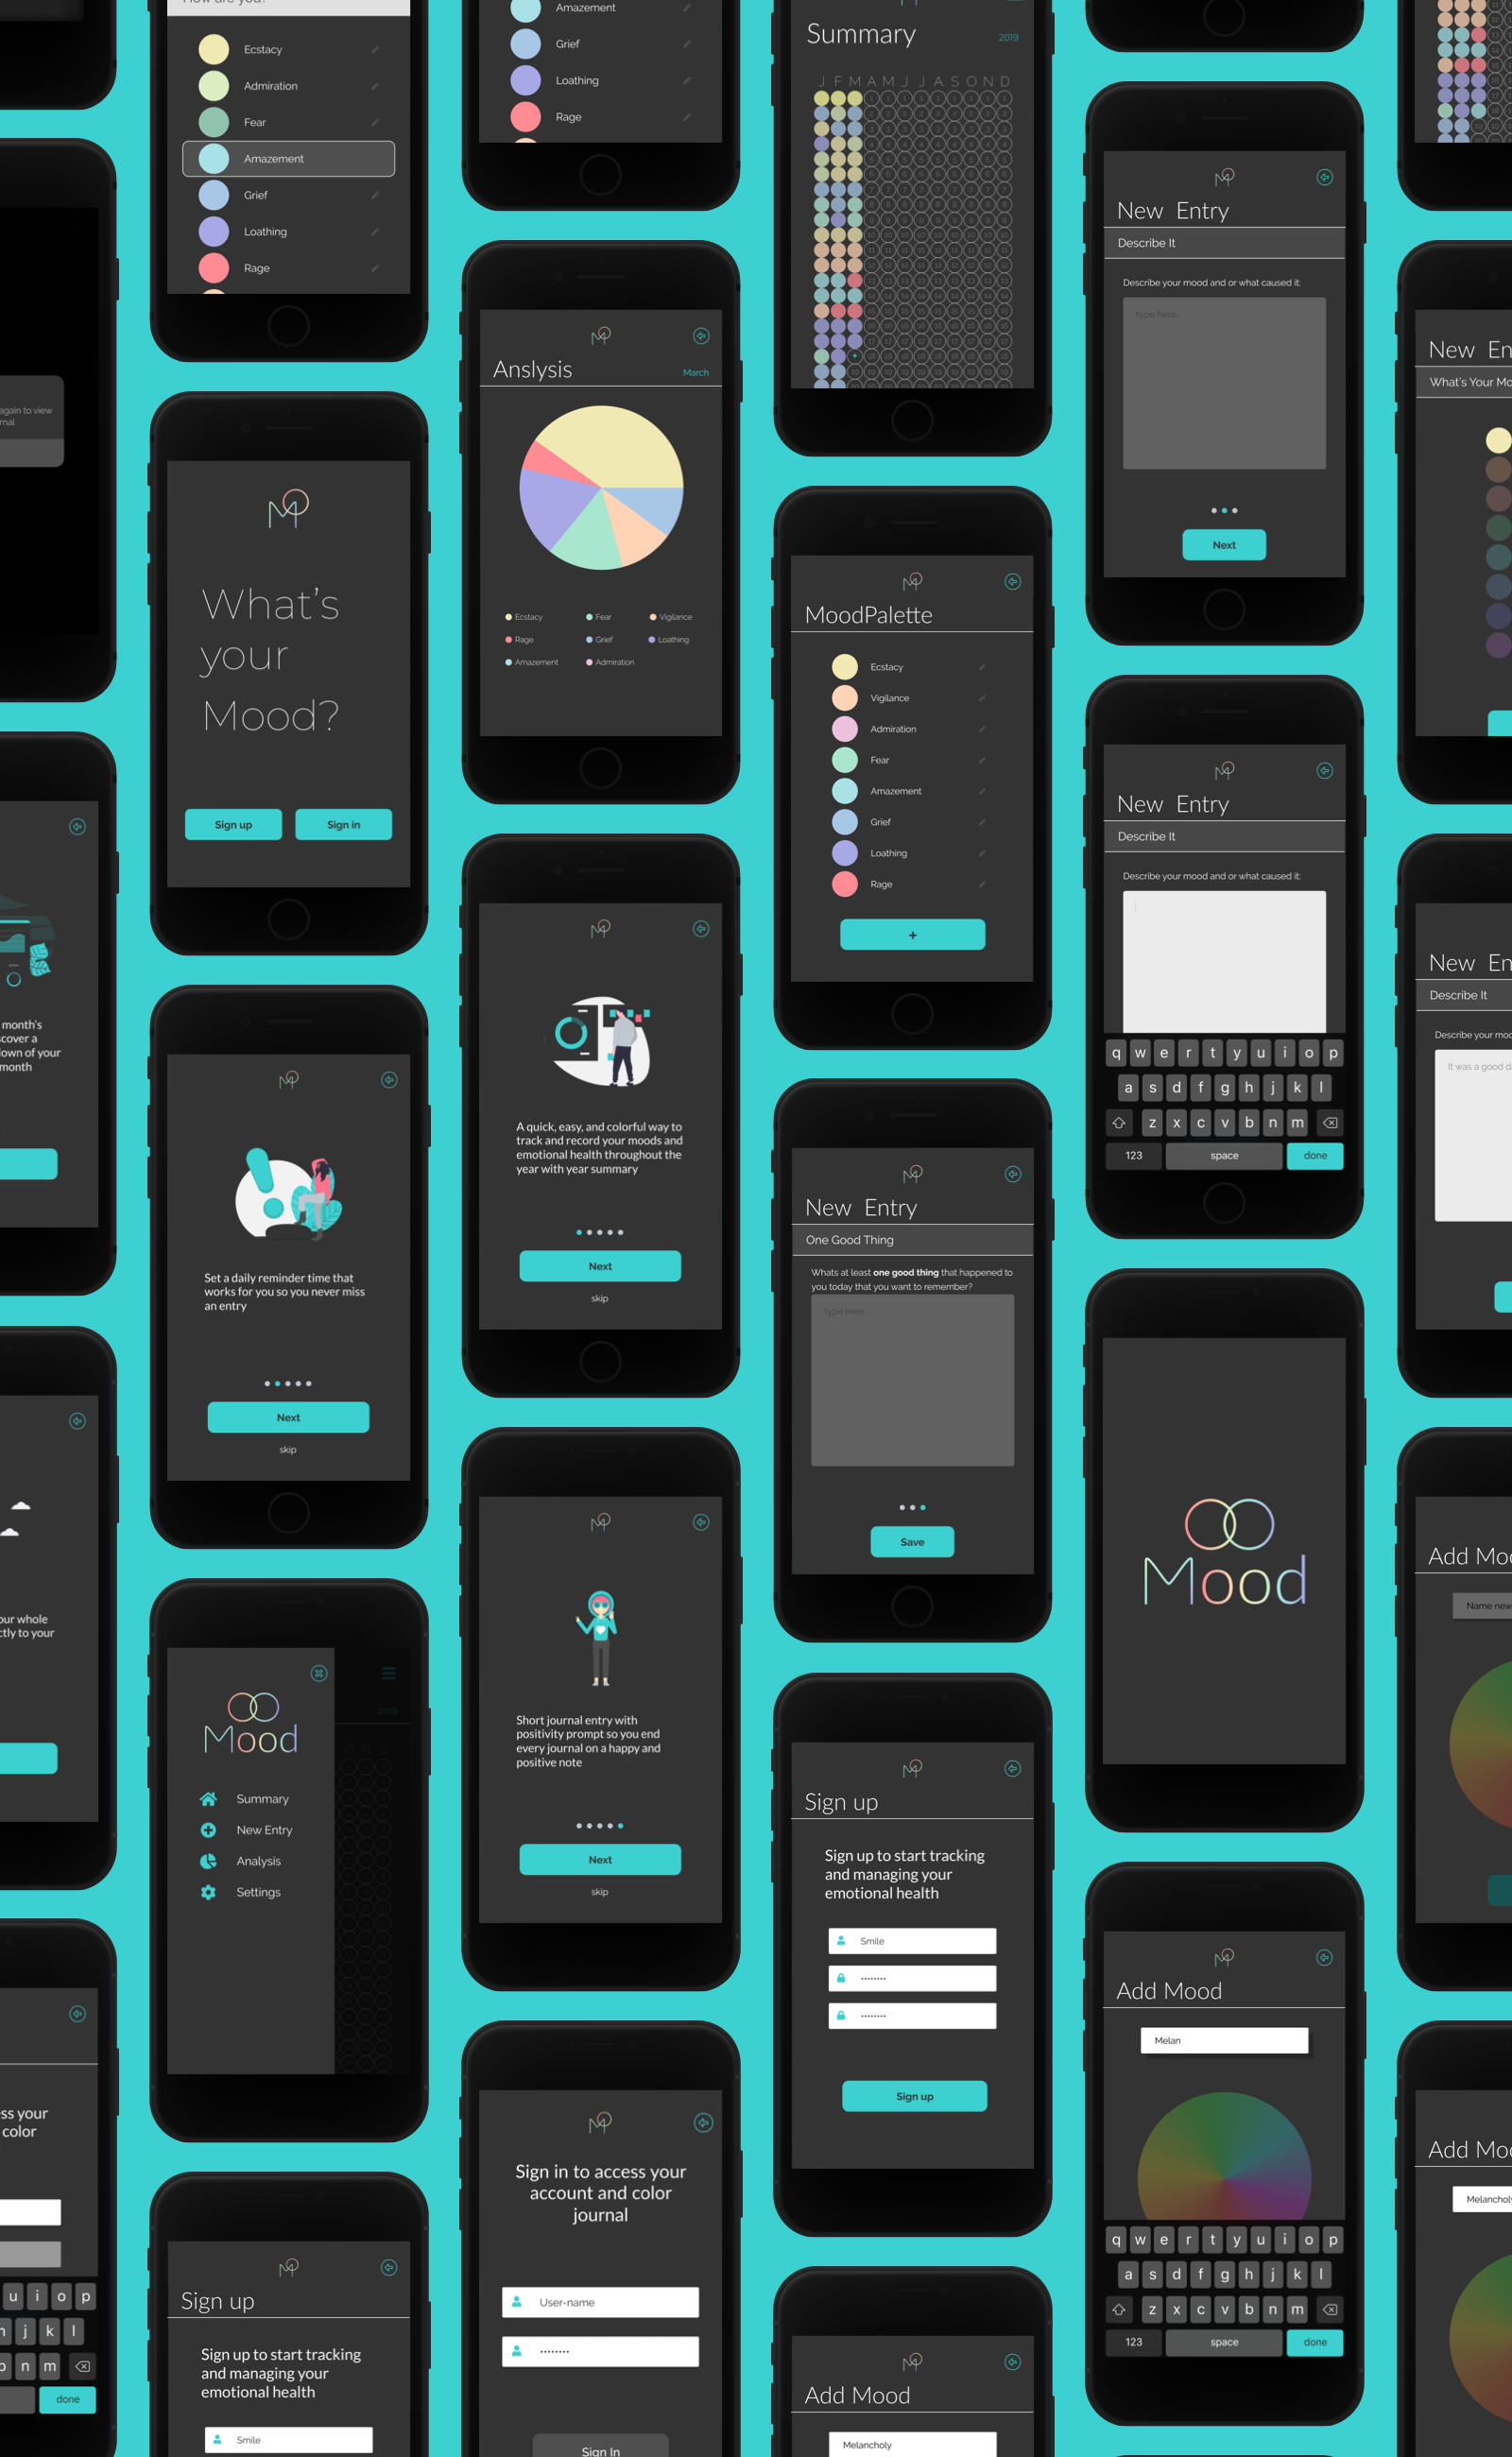 again to view
rnal
month's
cover a
down of your
month
our whole
ctly to your
ss your
color
u i o p
j k l
n m
done
How are you?
Ecstacy
Admiration
Fear
Amazement
Grief
Loathing
Rage
M
What's
your
Mood?
Sign up
Sign in
Set a daily reminder time that
works for you so you never miss
an entry
Next
skip
Mood
Summary
New Entry
Analysis
Settings
2019
O N D
Sign up
Sign up to start tracking
and managing your
emotional health
Smile
Amazement
Grief
Loathing
Rage
Anslysis
March
Ecstacy
Fear
Vigilance
Rage
Grief
Loathing
Amazement
Admiration
A quick, easy, and colorful way to
track and record your moods and
emotional health throughout the
year with year summary
Next
skip
Short journal entry with
positivity prompt so you end
every journal on a happy and
positive note
Next
skip
Sign in to access your
account and color
journal
User-name
Sign In
Summary
2019
J F M A M J J A S O N D
MoodPalette
Ecstacy
Vigilance
Admiration
Fear
Amazement
Grief
Loathing
Rage
+
New Entry
One Good Thing
Whats at least one good thing that happened to
you today that you want to remember?
type here...
Save
Sign up
Sign up to start tracking
and managing your
emotional health
Smile
Sign up
Add Mood
Melancholy
New Entry
Describe It
Describe your mood and or what caused it:
type here...
Next
New Entry
Describe It
Describe your mood and or what caused it:
q w e r t y u i o p
a s d f g h j k l
z x c v b n m
123 space done
Mood
Add Mood
Melan
q w e r t y u i o p
a s d f g h j k l
z x c v b n m
123 space done
New En
What's Your Mo
New En
Describe It
Describe your moo
It was a good d
Add Moo
Name new
Add Moo
Melancholy